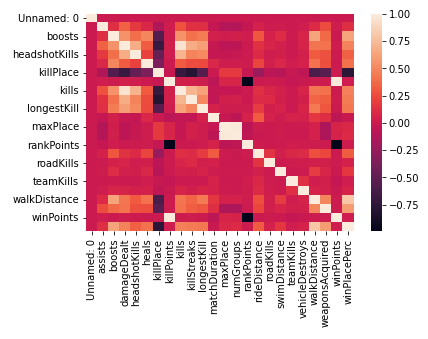 Unnamed: 0
boosts
headshotKills
killPlace
kills
longestKill
maxPlace
rankPoints
roadKills
teamKills
walkDistance
winPoints
1.00
0.75
0.50
0.25
0.00
−0.25
−0.50
−0.75
Unnamed: 0
assists
boosts
damageDealt
headshotKills
heals
killPlace
killPoints
kills
killStreaks
longestKill
matchDuration
maxPlace
numGroups
rankPoints
rideDistance
roadKills
swimDistance
teamKills
vehicleDestroys
walkDistance
weaponsAcquired
winPoints
winPlacePerc